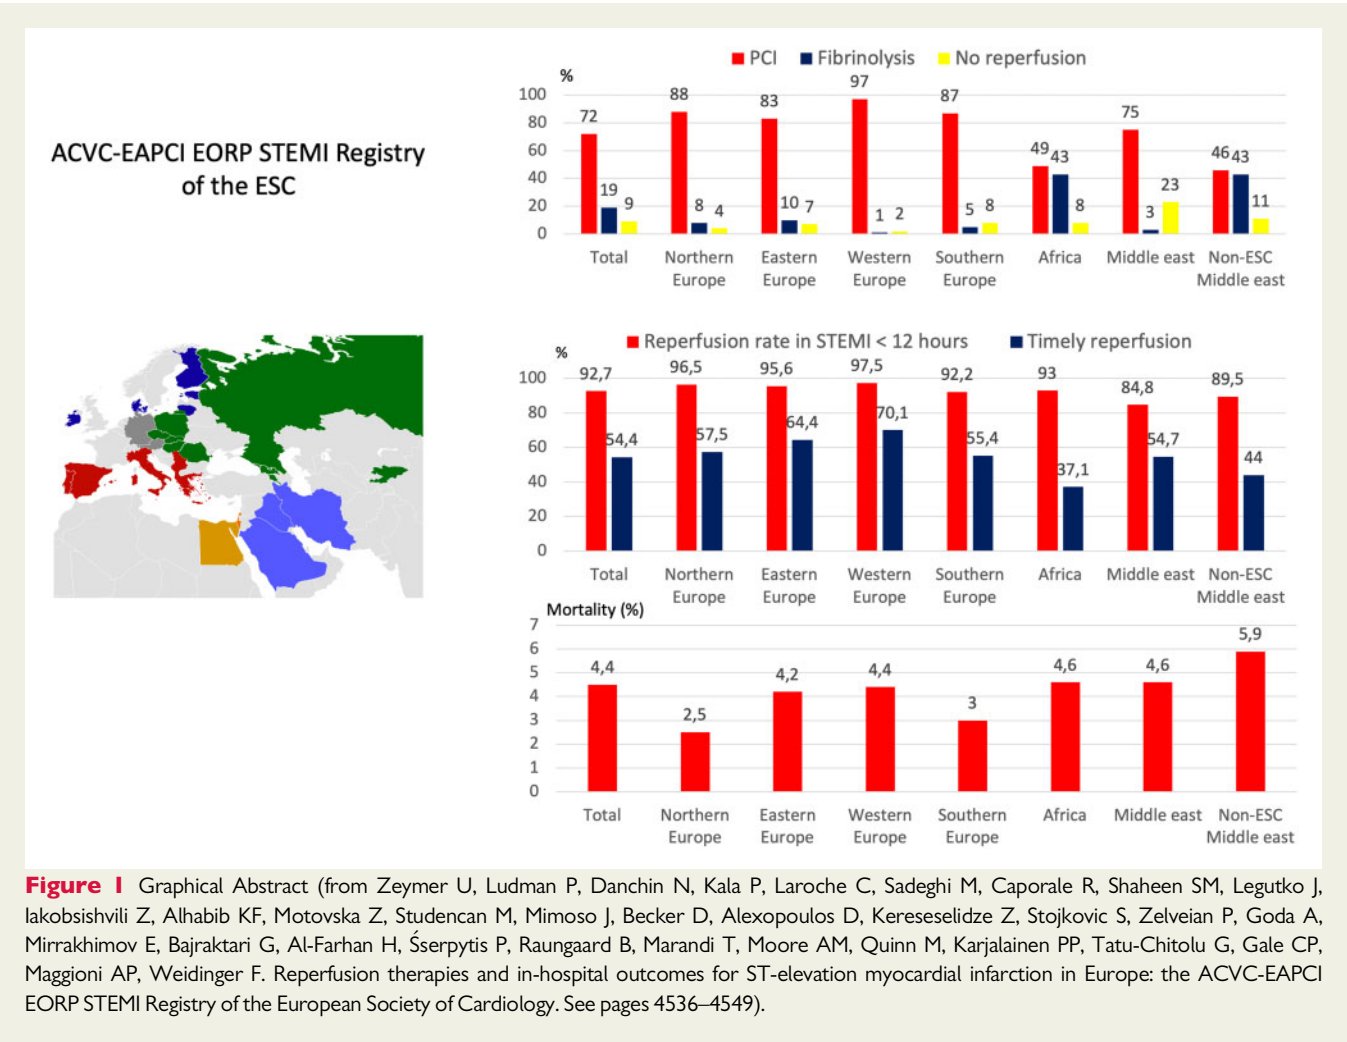 ACVC-EAPCI EORP STEMI Registry
of the ESC
PCI Fibrinolysis No reperfusion
%
100
80
60
40
20
0
72 19 9
88 8 4
83 10 7
97 1 2
87 5 8
49 43 8
75 3 23
46 43 11
Total Northern Eastern Western Southern Africa Middle east Non-ESC
Europe Europe Europe Europe Middle east
Reperfusion rate in STEMI < 12 hours Timely reperfusion
%
100
80
60
40
20
0
92,7 54,4
96,5 57,5
95,6 64,4
97,5 70,1
92,2 55,4
93 37,1
84,8 54,7
89,5 44
Total Northern Eastern Western Southern Africa Middle east Non-ESC
Europe Europe Europe Europe Middle east
Mortality (%)
7
6
5
4
3
2
1
0
4,4 2,5 4,2 4,4 3 4,6 4,6 5,9
Total Northern Eastern Western Southern Africa Middle east Non-ESC
Europe Europe Europe Europe Middle east
Figure 1 Graphical Abstract (from Zeymer U, Ludman P, Danchin N, Kala P, Laroche C, Sadeghi M, Caporale R, Shaheen SM, Legutko J,
Iakobsishvili Z, Alhabib KF, Motovska Z, Studencan M, Mimoso J, Becker D, Alexopoulos D, Kereseselidze Z, Stojkovic S, Zelveian P, Goda A,
Mirrakhimov E, Bajraktari G, Al-Farhan H, Śserpytis P, Raungaard B, Marandi T, Moore AM, Quinn M, Karjalainen PP, Tatu-Chitolu G, Gale CP,
Maggioni AP, Weidinger F. Reperfusion therapies and in-hospital outcomes for ST-elevation myocardial infarction in Europe: the ACVC-EAPCI
EORP STEMI Registry of the European Society of Cardiology. See pages 4536–4549).